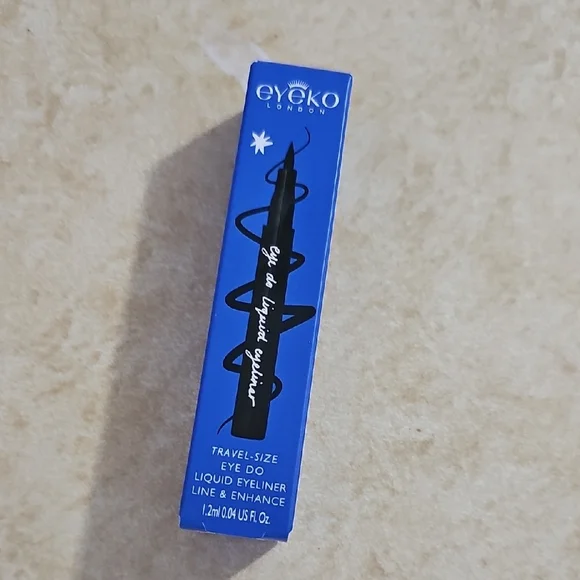 eyeko
LONDON
eye do liquid eyeliner
TRAVEL-SIZE
EYE DO
LIQUID EYELINER
LINE & ENHANCE
1.2ml 0.04 US Fl. Oz.